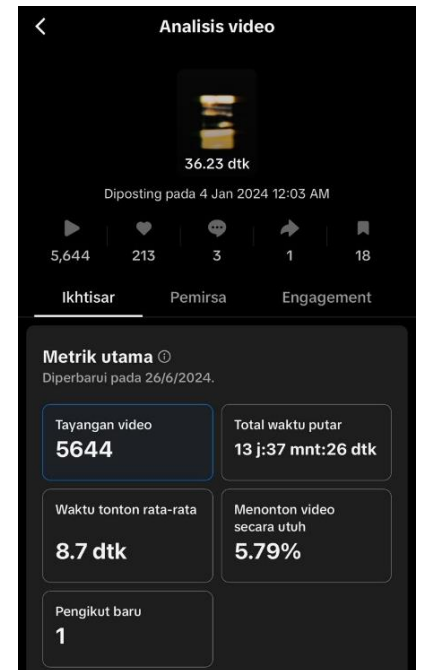 Analisis video
36.23 dtk
Diposting pada 4 Jan 2024 12:03 AM
5,644 213 3 1 18
Ikhtisar Pemirsa Engagement
Metrik utama
Diperbarui pada 26/6/2024.
Tayangan video
5644
Total waktu putar
13 j:37 mnt:26 dtk
Waktu tonton rata-rata
8.7 dtk
Menonton video
secara utuh
5.79%
Pengikut baru
1